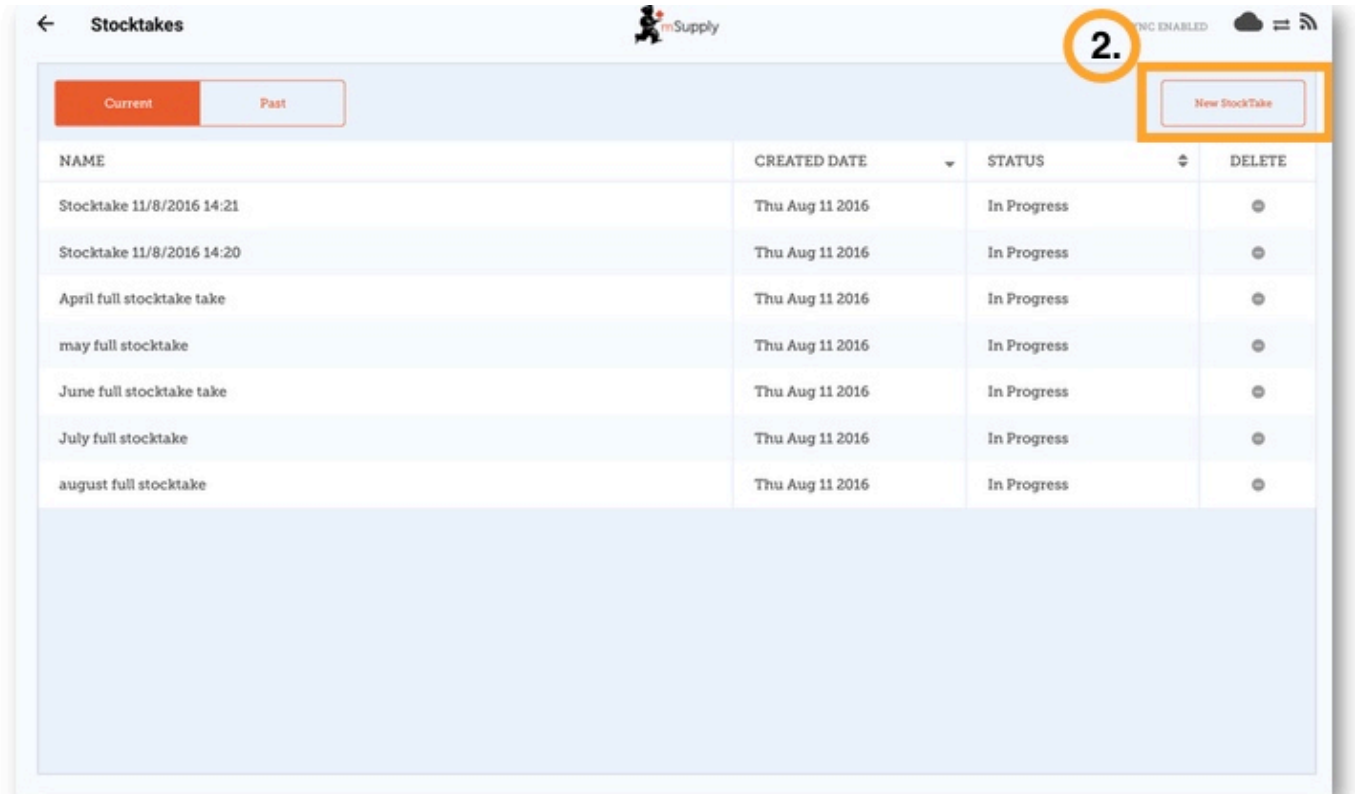 Stocktakes
mSupply
NC ENABLED
2.
Current Past
New StockTake
NAME CREATED DATE STATUS DELETE
Stocktake 11/8/2016 14:21 Thu Aug 11 2016 In Progress
Stocktake 11/8/2016 14:20 Thu Aug 11 2016 In Progress
April full stocktake take Thu Aug 11 2016 In Progress
may full stocktake Thu Aug 11 2016 In Progress
June full stocktake take Thu Aug 11 2016 In Progress
July full stocktake Thu Aug 11 2016 In Progress
august full stocktake Thu Aug 11 2016 In Progress